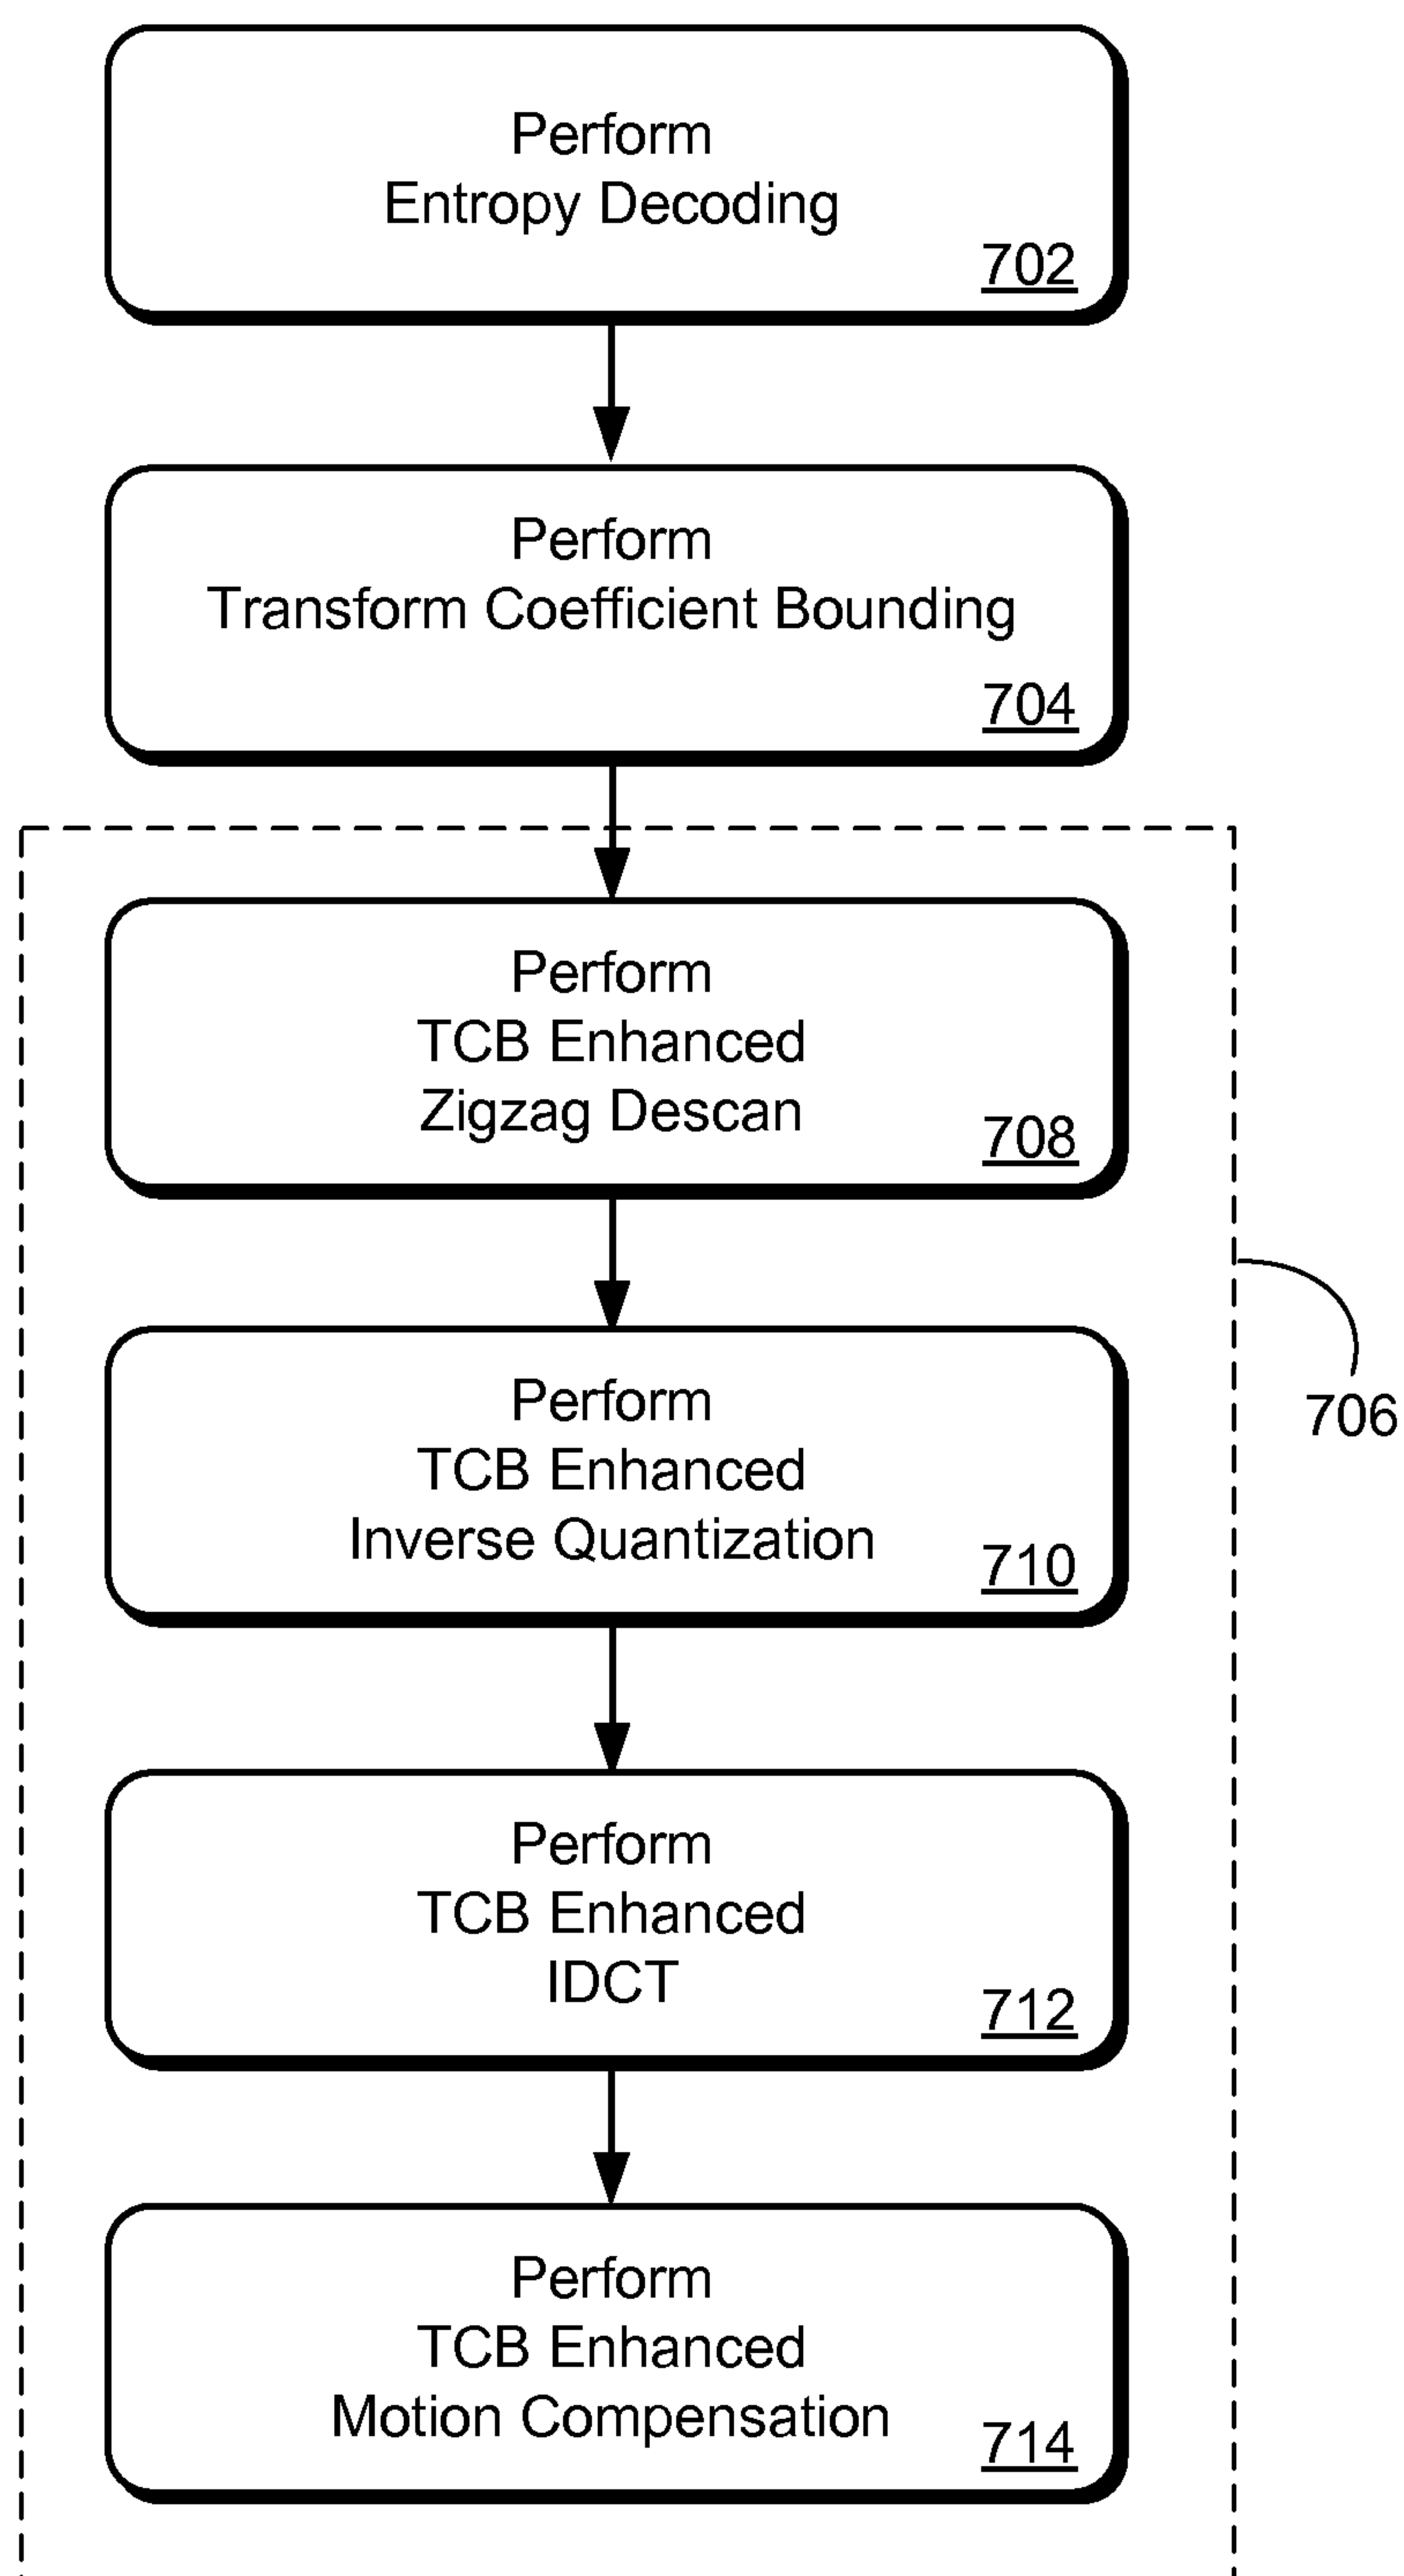 Perform
Entropy Decoding
702
Perform
Transform Coefficient Bounding
704
Perform
TCB Enhanced
Zigzag Descan
708
Perform
TCB Enhanced
Inverse Quantization
710
706
Perform
TCB Enhanced
IDCT
712
Perform
TCB Enhanced
Motion Compensation
714